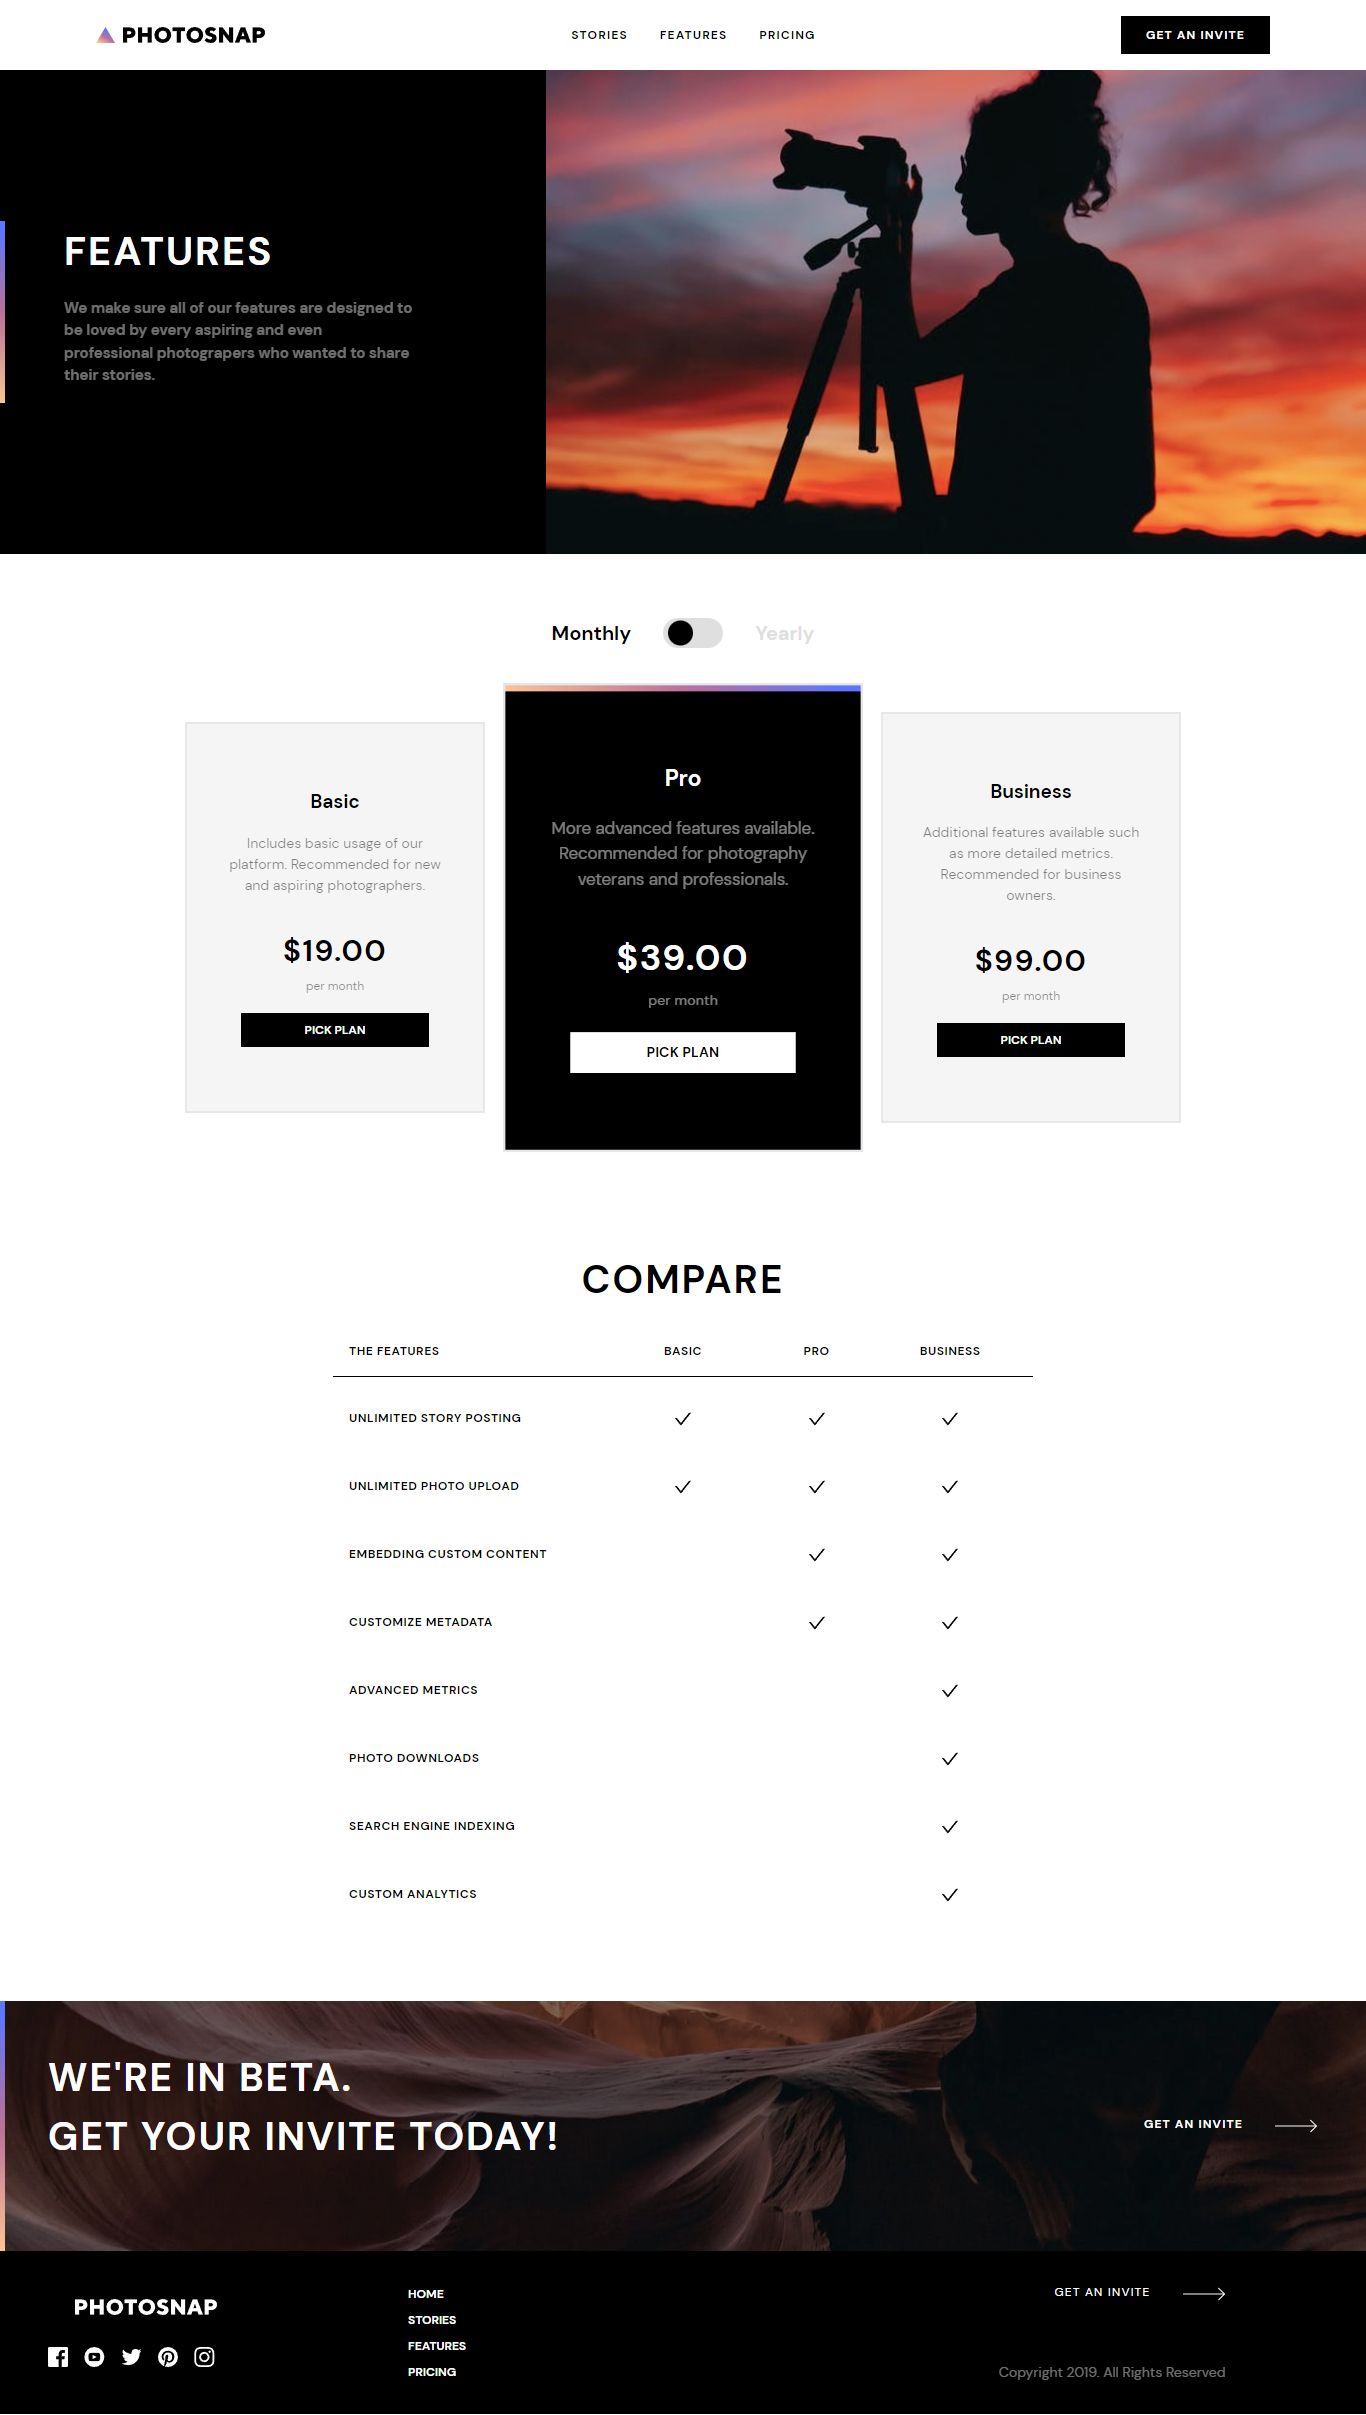 PHOTOSNAP
STORIES
FEATURES
PRICING
GET AN INVITE
FEATURES
We make sure all of our features are designed to
be loved by every aspiring and even
professional photograpers who wanted to share
their stories.
Monthly
Yearly
Basic
Includes basic usage of our
platform. Recommended for new
and aspiring photographers.
$19.00
per month
PICK PLAN
Pro
More advanced features available.
Recommended for photography
veterans and professionals.
$39.00
per month
PICK PLAN
Business
Additional features available such
as more detailed metrics.
Recommended for business
owners.
$99.00
per month
PICK PLAN
COMPARE
THE FEATURES BASIC PRO BUSINESS
UNLIMITED STORY POSTING
UNLIMITED PHOTO UPLOAD
EMBEDDING CUSTOM CONTENT
CUSTOMIZE METADATA
ADVANCED METRICS
PHOTO DOWNLOADS
SEARCH ENGINE INDEXING
CUSTOM ANALYTICS
WE'RE IN BETA.
GET YOUR INVITE TODAY!
GET AN INVITE
PHOTOSNAP
HOME
STORIES
FEATURES
PRICING
GET AN INVITE
Copyright 2019. All Rights Reserved